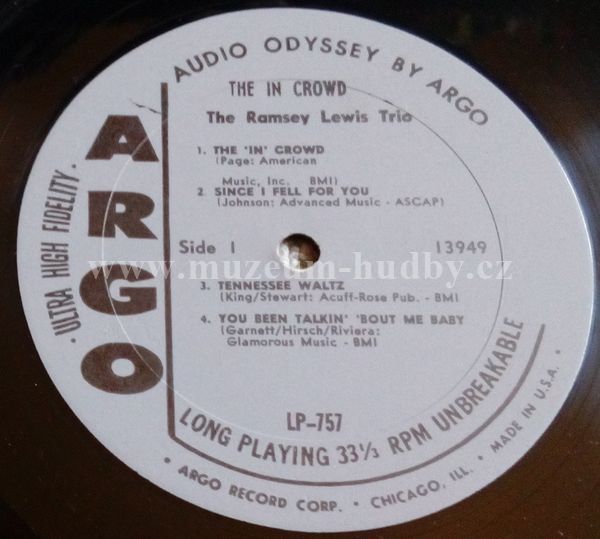 AUDIO ODYSSEY BY ARGO
THE IN CROWD
The Ramsey Lewis Trio
1. THE 'IN' CROWD
(Page: American
Music, Inc. BMI)
2. SINCE I FELL FOR YOU
(Johnson: Advanced Music - ASCAP)
Side 1
13949
www.muzeum-hudby.cz
3. TENNESSEE WALTZ
(King/Stewart: Acuff-Rose Pub. - BMI
4. YOU BEEN TALKIN' 'BOUT ME BABY
(Garnett/Hirsch/Riviera:
Glamorous Music - BMI
LP-757
ARGO
• ULTRA HIGH FIDELITY •
LONG PLAYING 33 1/3 RPM UNBREAKABLE
• ARGO RECORD CORP. • CHICAGO, ILL. • MADE IN U.S.A. •